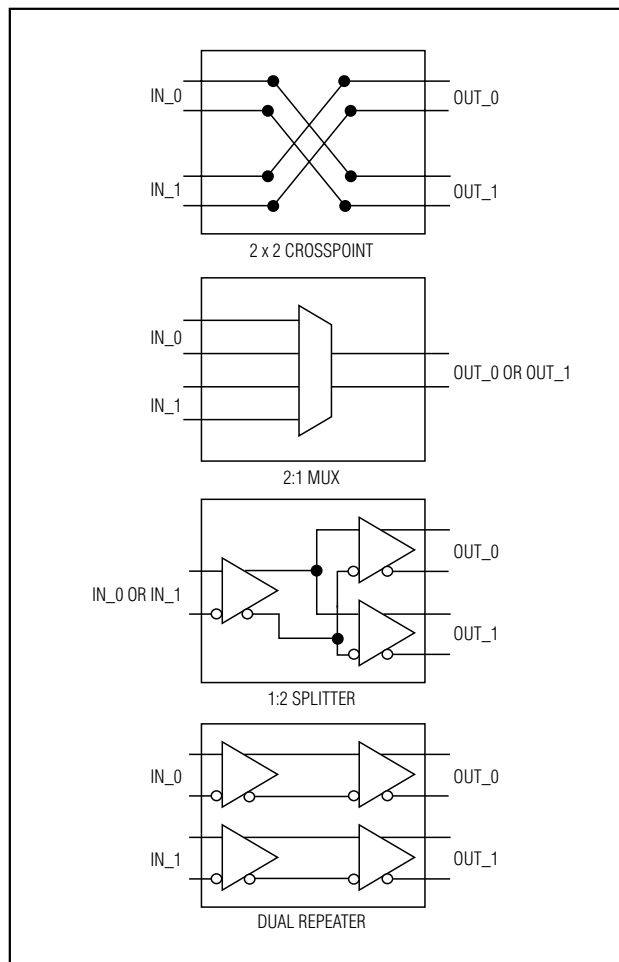 IN_0
OUT_0
IN_1
OUT_1
2 x 2 CROSSPOINT
IN_0
OUT_0 OR OUT_1
IN_1
2:1 MUX
OUT_0
IN_0 OR IN_1
OUT_1
1:2 SPLITTER
IN_0
OUT_0
IN_1
OUT_1
DUAL REPEATER